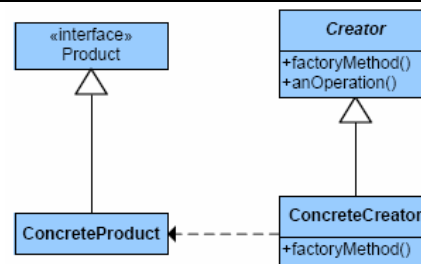 «interface»
Product
Creator
+factoryMethod()
+anOperation()
ConcreteProduct
ConcreteCreator
+factoryMethod()